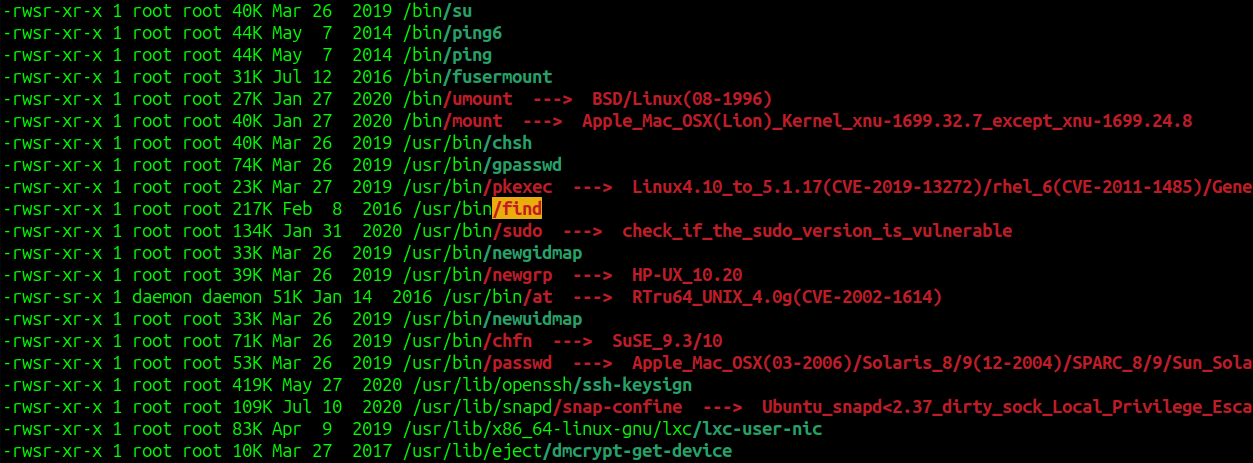 -rwsr-xr-x 1 root root 40K Mar 26  2019 /bin/su
-rwsr-xr-x 1 root root 44K May  7  2014 /bin/ping6
-rwsr-xr-x 1 root root 44K May  7  2014 /bin/ping
-rwsr-xr-x 1 root root 31K Jul 12  2016 /bin/fusermount
-rwsr-xr-x 1 root root 27K Jan 27  2020 /bin/umount  --->  BSD/Linux(08-1996)
-rwsr-xr-x 1 root root 40K Jan 27  2020 /bin/mount  --->  Apple_Mac_OSX(Lion)_Kernel_xnu-1699.32.7_except_xnu-1699.24.8
-rwsr-xr-x 1 root root 40K Mar 26  2019 /usr/bin/chsh
-rwsr-xr-x 1 root root 74K Mar 26  2019 /usr/bin/gpasswd
-rwsr-xr-x 1 root root 23K Mar 27  2019 /usr/bin/pkexec  --->  Linux4.10_to_5.1.17(CVE-2019-13272)/rhel_6(CVE-2011-1485)/Gene
-rwsr-xr-x 1 root root 217K Feb  8  2016 /usr/bin/find
-rwsr-xr-x 1 root root 134K Jan 31  2020 /usr/bin/sudo  --->  check_if_the_sudo_version_is_vulnerable
-rwsr-xr-x 1 root root 33K Mar 26  2019 /usr/bin/newgidmap
-rwsr-xr-x 1 root root 39K Mar 26  2019 /usr/bin/newgrp  --->  HP-UX_10.20
-rwsr-sr-x 1 daemon daemon 51K Jan 14  2016 /usr/bin/at  --->  RTru64_UNIX_4.0g(CVE-2002-1614)
-rwsr-xr-x 1 root root 33K Mar 26  2019 /usr/bin/newuidmap
-rwsr-xr-x 1 root root 71K Mar 26  2019 /usr/bin/chfn  --->  SuSE_9.3/10
-rwsr-xr-x 1 root root 53K Mar 26  2019 /usr/bin/passwd  --->  Apple_Mac_OSX(03-2006)/Solaris_8/9(12-2004)/SPARC_8/9/Sun_Sola
-rwsr-xr-x 1 root root 419K May 27  2020 /usr/lib/openssh/ssh-keysign
-rwsr-xr-x 1 root root 109K Jul 10  2020 /usr/lib/snapd/snap-confine  --->  Ubuntu_snapd<2.37_dirty_sock_Local_Privilege_Esca
-rwsr-xr-x 1 root root 83K Apr  9  2019 /usr/lib/x86_64-linux-gnu/lxc/lxc-user-nic
-rwsr-xr-x 1 root root 10K Mar 27  2017 /usr/lib/eject/dmcrypt-get-device